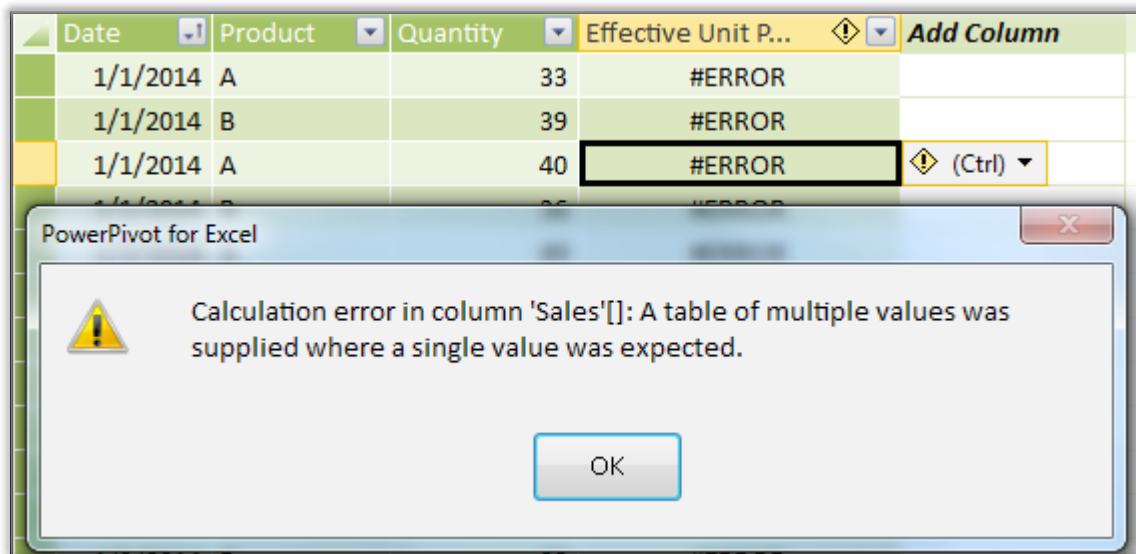 Date Product Quantity Effective Unit P... Add Column
1/1/2014 A 33 #ERROR
1/1/2014 B 39 #ERROR
1/1/2014 A 40 #ERROR (Ctrl)
PowerPivot for Excel
Calculation error in column 'Sales'[]: A table of multiple values was
supplied where a single value was expected.
OK